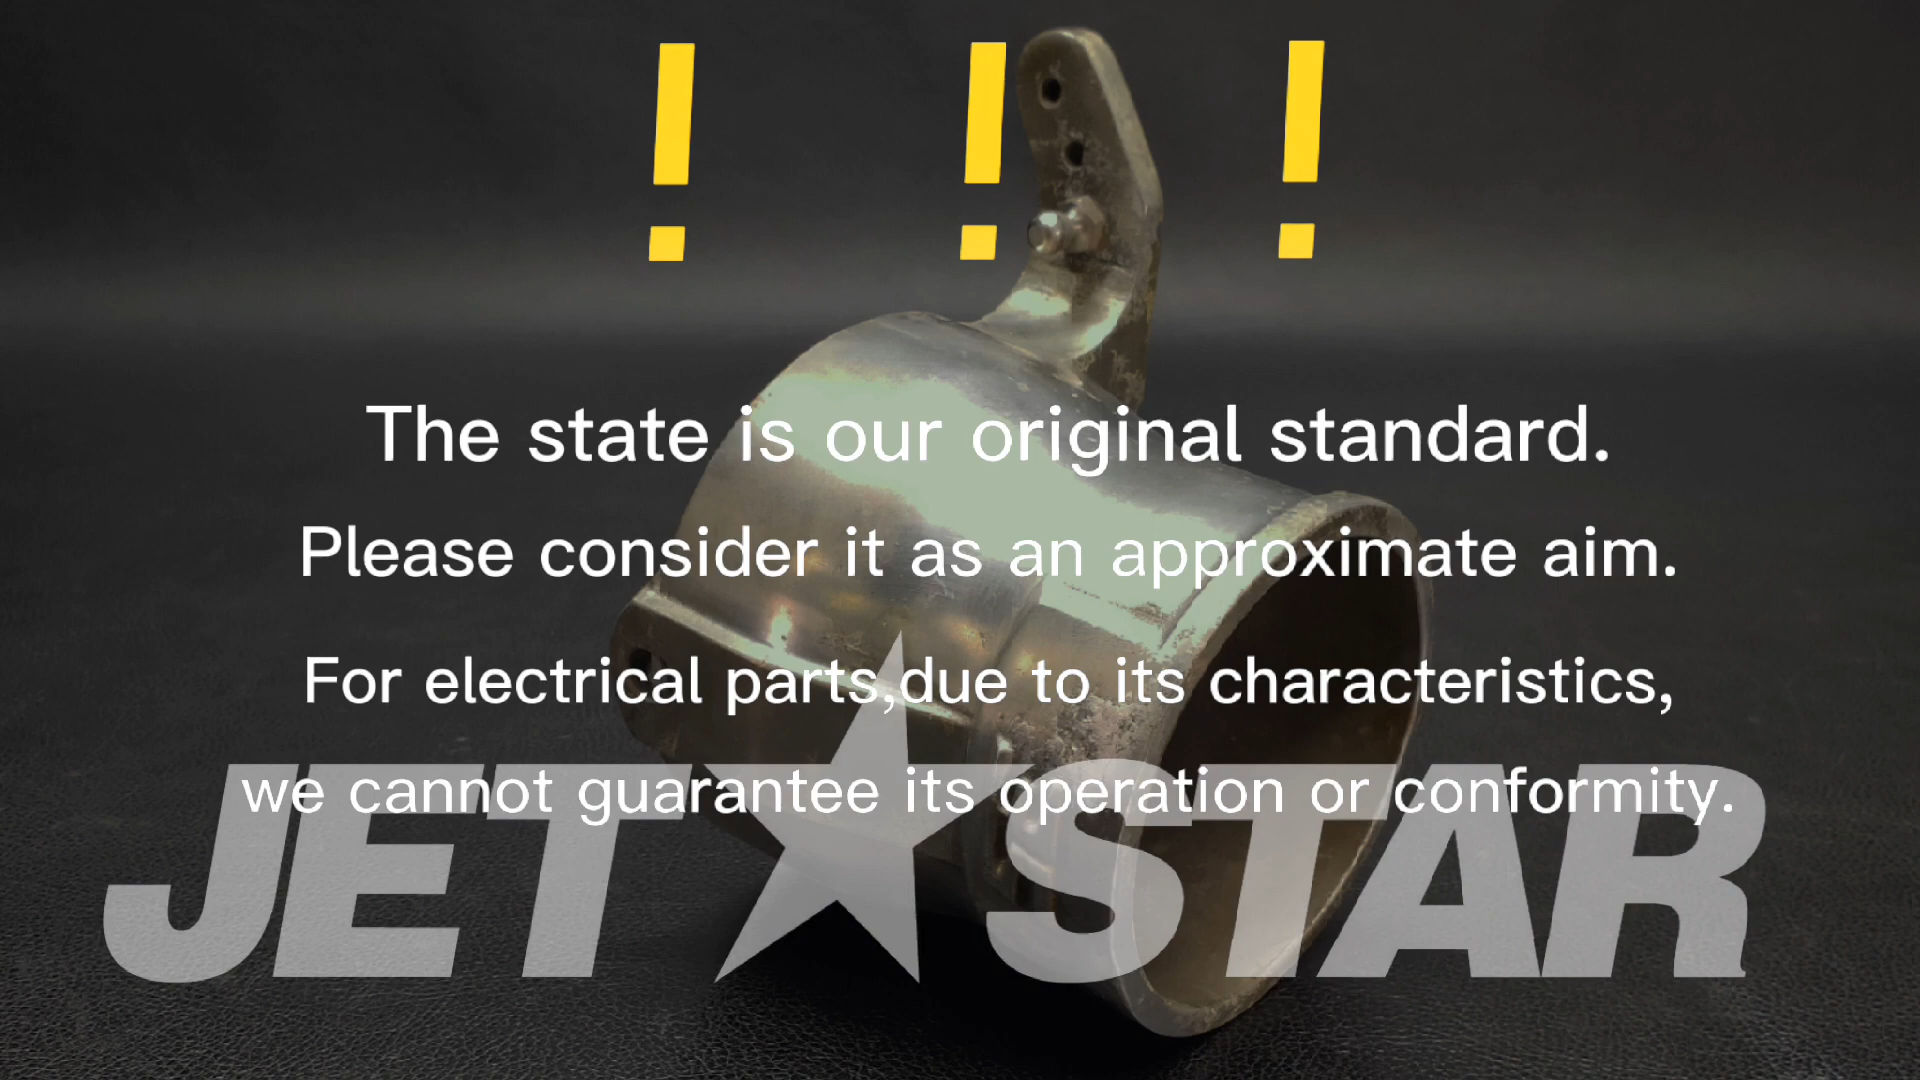 ! ! !
The state is our original standard.
Please consider it as an approximate aim.
For electrical parts,due to its characteristics,
we cannot guarantee its operation or conformity.
JET★STAR